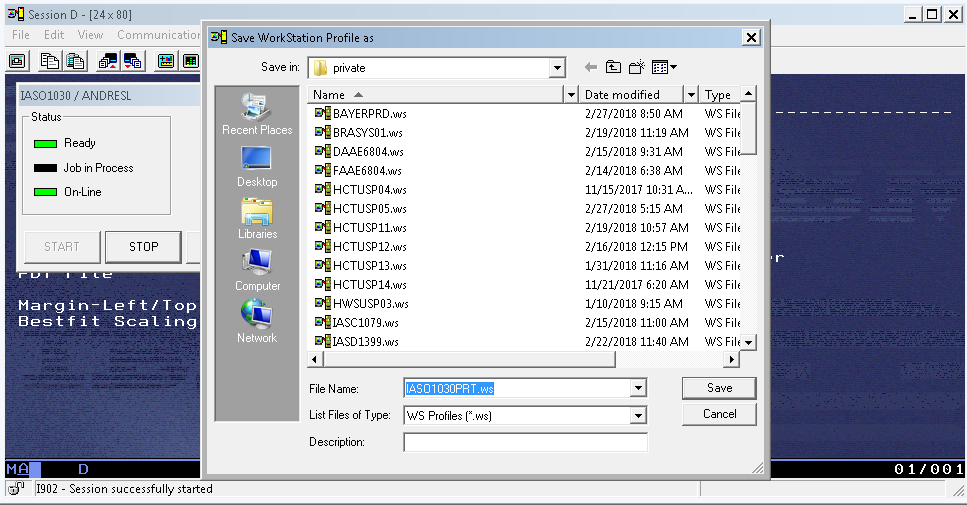 Session D - [24 x 80]
File Edit View Communication
IASO1030 / ANDRESL
Status
Ready
Job in Process
On-Line
START STOP
PDT File
Margin-Left/Top
Bestfit Scaling
Save WorkStation Profile as
Save in: private
Recent Places
Desktop
Libraries
Computer
Network
Name Date modified Type
BAYERPRD.ws 2/27/2018 8:50 AM WS File
BRASYS01.ws 2/19/2018 11:19 AM WS File
DAAE6804.ws 2/15/2018 9:31 AM WS File
FAAE6804.ws 2/14/2018 6:38 AM WS File
HCTUSP04.ws 11/15/2017 10:31 A... WS File
HCTUSP05.ws 2/27/2018 5:15 AM WS File
HCTUSP11.ws 2/19/2018 10:57 AM WS File
HCTUSP12.ws 2/16/2018 12:15 PM WS File
HCTUSP13.ws 1/31/2018 11:16 AM WS File
HCTUSP14.ws 11/21/2017 6:20 AM WS File
HWSUSP03.ws 1/10/2018 9:15 AM WS File
IASC1079.ws 2/15/2018 11:00 AM WS File
IASD1399.ws 2/22/2018 11:40 AM WS File
File Name: IASO1030PRT.ws Save
List Files of Type: WS Profiles (*.ws) Cancel
Description:
r
MA D 01/001
I902 - Session successfully started